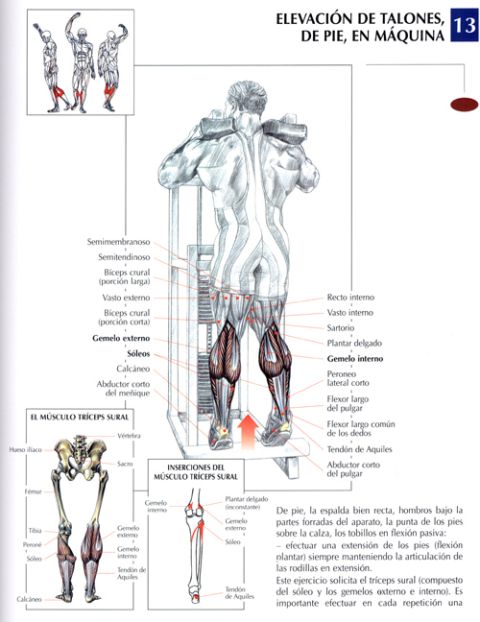 ELEVACIÓN DE TALONES,
DE PIE, EN MÁQUINA
13
Semimembranoso
Semitendinoso
Bíceps crural
(porción larga)
Vasto externo
Bíceps crural
(porción corta)
Gemelo externo
Sóleos
Calcáneo
Abductor corto
del meñique
Recto interno
Vasto interno
Sartorio
Plantar delgado
Gemelo interno
Peroneo
lateral corto
Flexor largo
del pulgar
Flexor largo común
de los dedos
Tendón de Aquiles
Abductor corto
del pulgar
EL MÚSCULO TRÍCEPS SURAL
Vértebra
Hueso ilíaco
Sacro
Fémur
Tibia
Peroné
Sóleo
Gemelo
externo
Gemelo
interno
Tendón de
Aquiles
Calcáneo
INSERCIONES DEL
MÚSCULO TRÍCEPS SURAL
Gemelo
interno
Plantar delgado
(inconstante)
Gemelo
externo
Sóleo
Tendón
de Aquiles
De pie, la espalda bien recta, hombros bajo la
partes forradas del aparato, la punta de los pies
sobre la calza, los tobillos en flexión pasiva:
– efectuar una extensión de los pies (flexión
plantar) siempre manteniendo la articulación de
las rodillas en extensión.
Este ejercicio solicita el tríceps sural (compuesto
del sóleo y los gemelos externo e interno). Es
importante efectuar en cada repetición una